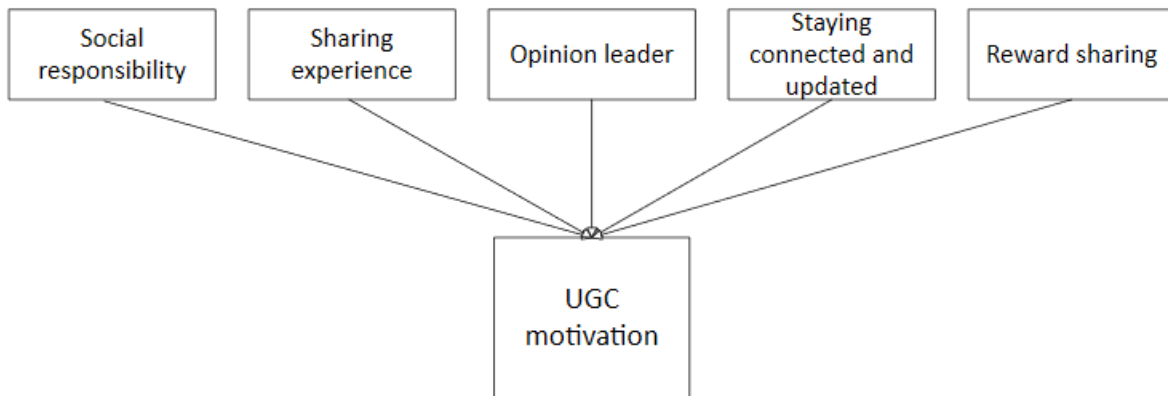 Social
responsibility
Sharing
experience
Opinion leader
Staying
connected and
updated
Reward sharing
UGC
motivation